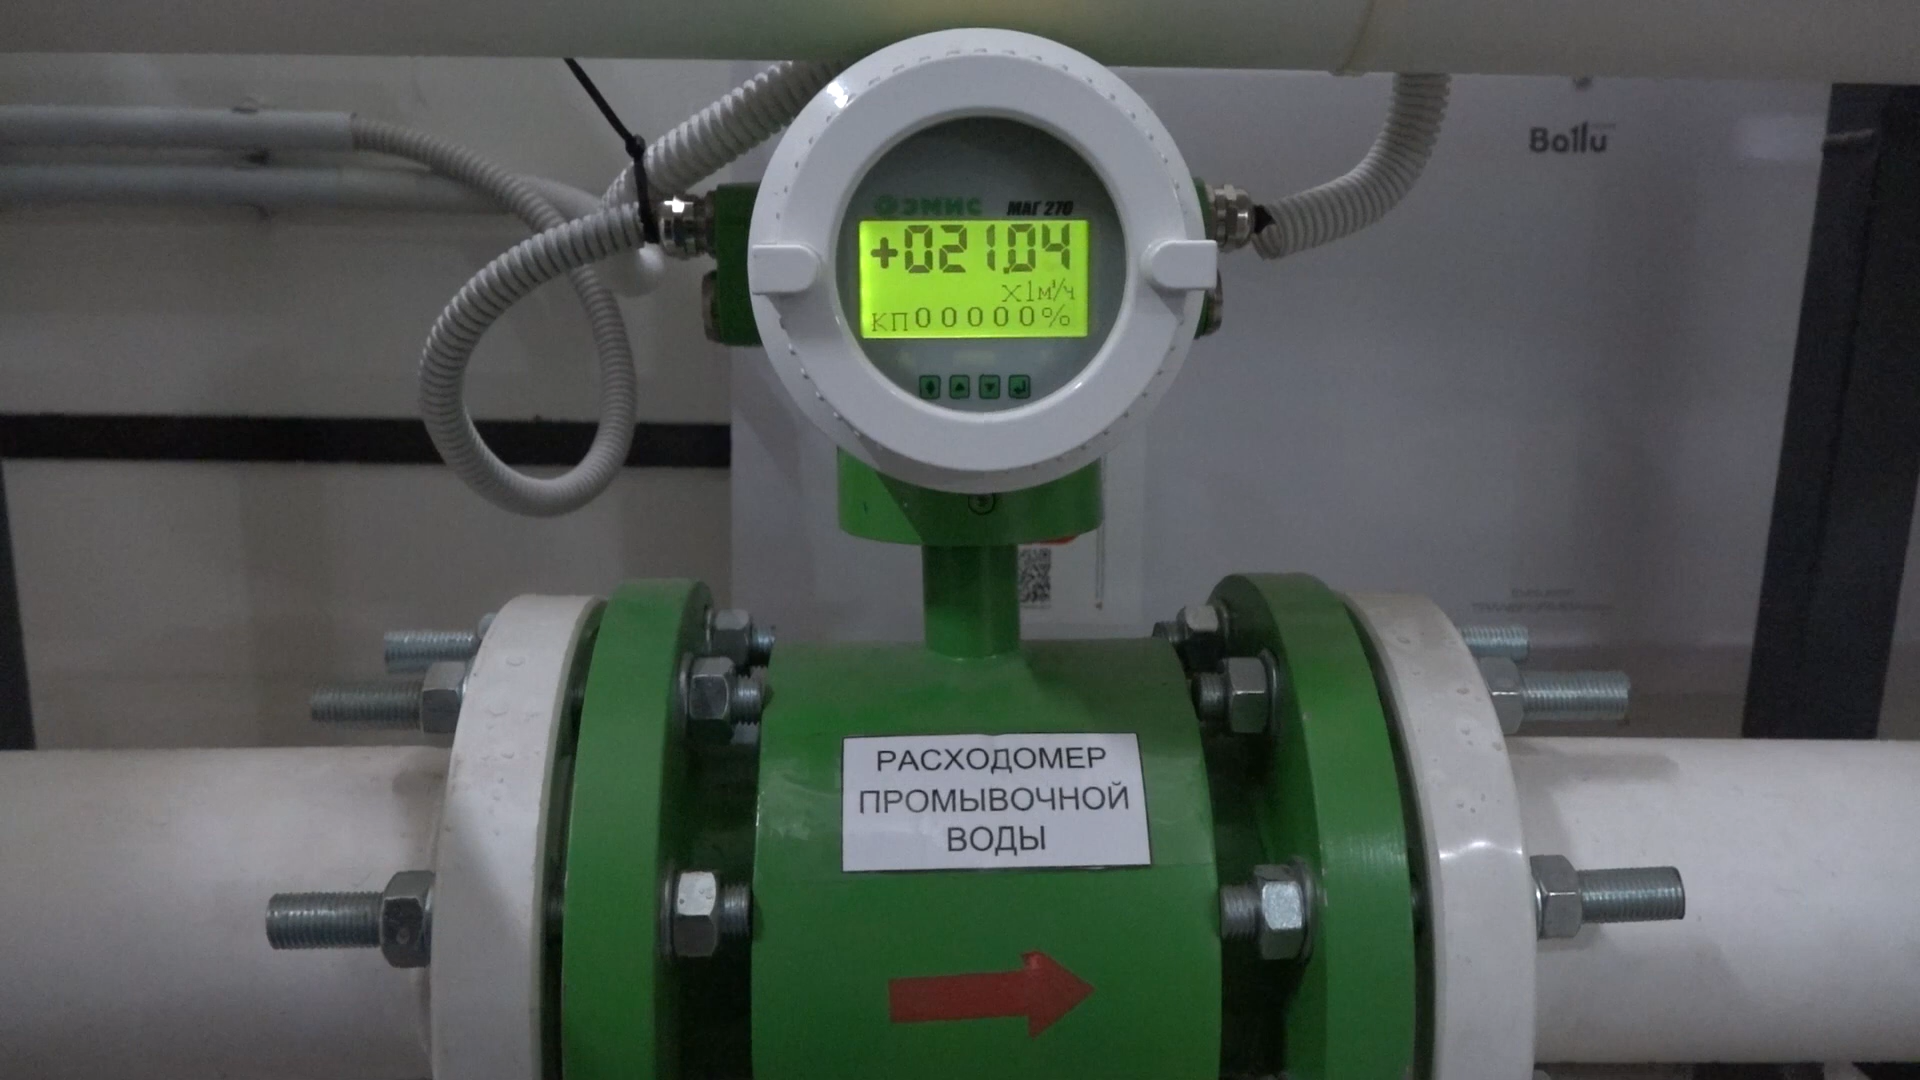 ЭМИС МАГ 270
+021.04
X1м³/ч
КП00000%
Ballu
РАСХОДОМЕР
ПРОМЫВОЧНОЙ
ВОДЫ